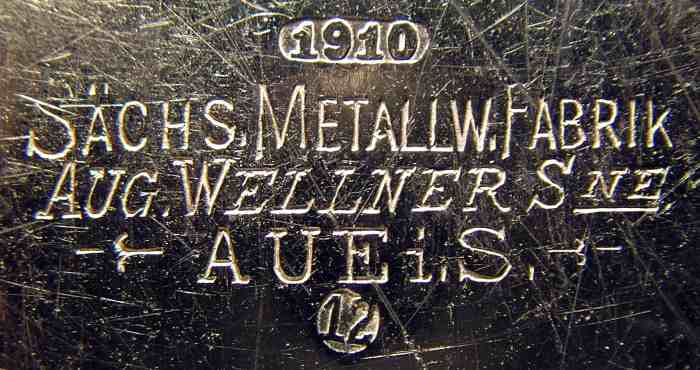 1910
SÄCHS. METALLW. FABRIK
AUG. WELLNER SNE
AUE i. S.
12